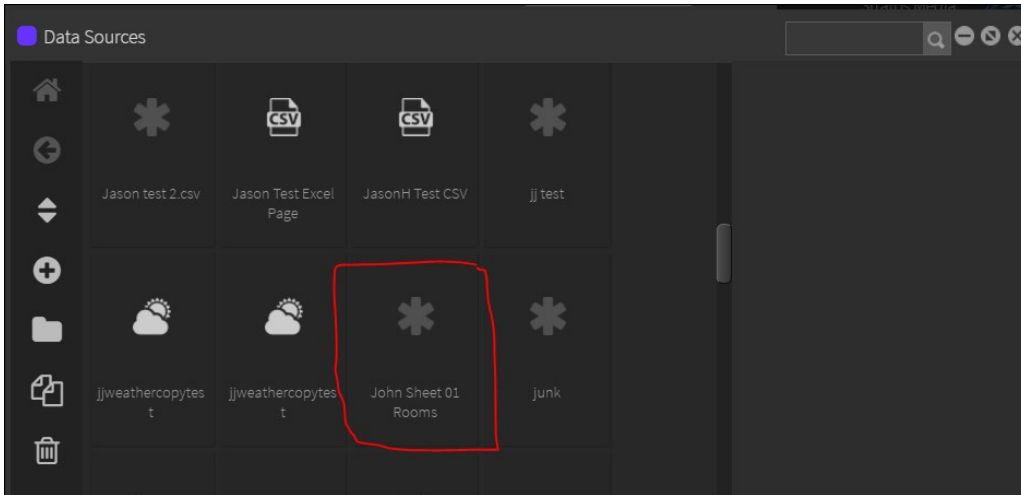 Data Sources
CSV
CSV
Jason test 2.csv
Jason Test Excel
Page
JasonH Test CSV
jj test
jjweathercopytes
t
jjweathercopytes
t
John Sheet 01
Rooms
junk